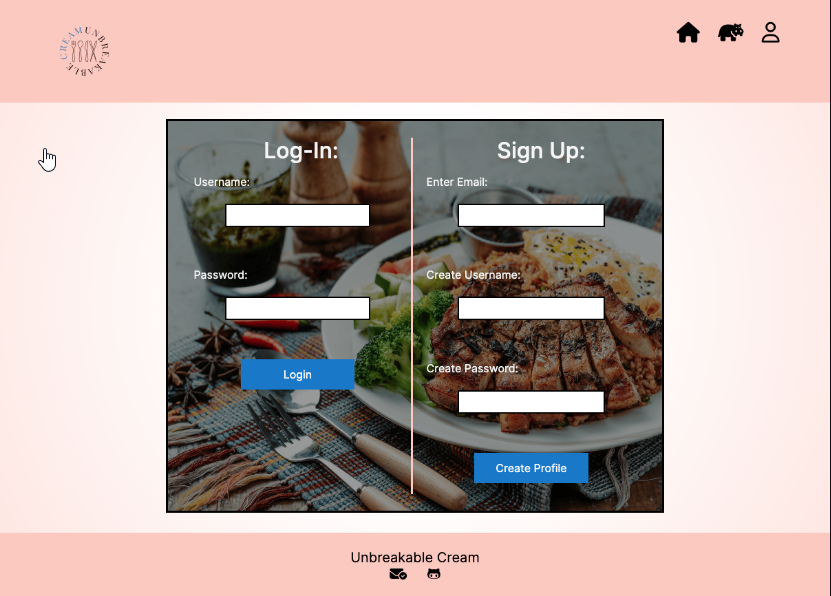 CREAM UNBREAKABLE
Log-In:
Username:
Password:
Login
Sign Up:
Enter Email:
Create Username:
Create Password:
Create Profile
Unbreakable Cream